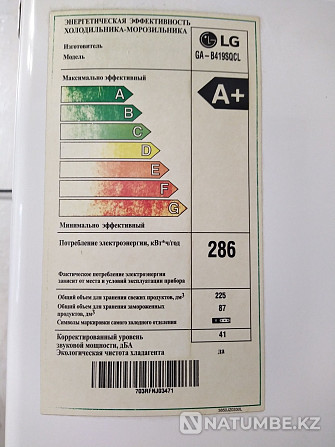 ЭНЕРГЕТИЧЕСКАЯ ЭФФЕКТИВНОСТЬ
ХОЛОДИЛЬНИКА-МОРОЗИЛЬНИКА
Изготовитель
LG
Модель
GA-B419SQCL
Максимально эффективный
A
B
C
D
E
F
G
A+
Минимально эффективный
Потребление электроэнергии, кВт*ч/год
286
Фактическое потребление электроэнергии
зависит от места и условий эксплуатации прибора
Общий объем для хранения свежих продуктов, дм³
225
Общий объем для хранения замороженных
продуктов, дм³
87
Символы маркировки самого холодного отделения
Корректированный уровень
звуковой мощности, дБА
41
Экологическая чистота хладагента
да
703RFHJ03471
NATUMBE.KZ